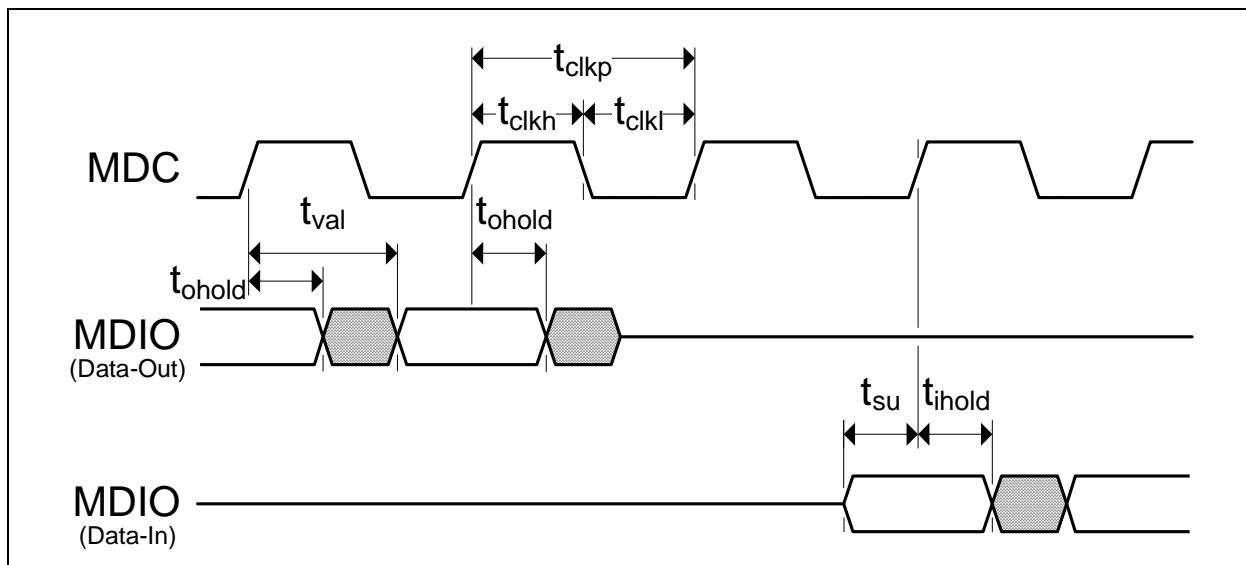 tclkp
tclkh tclkl
MDC
tval tohold
tohold
MDIO
(Data-Out)
tsu tihold
MDIO
(Data-In)